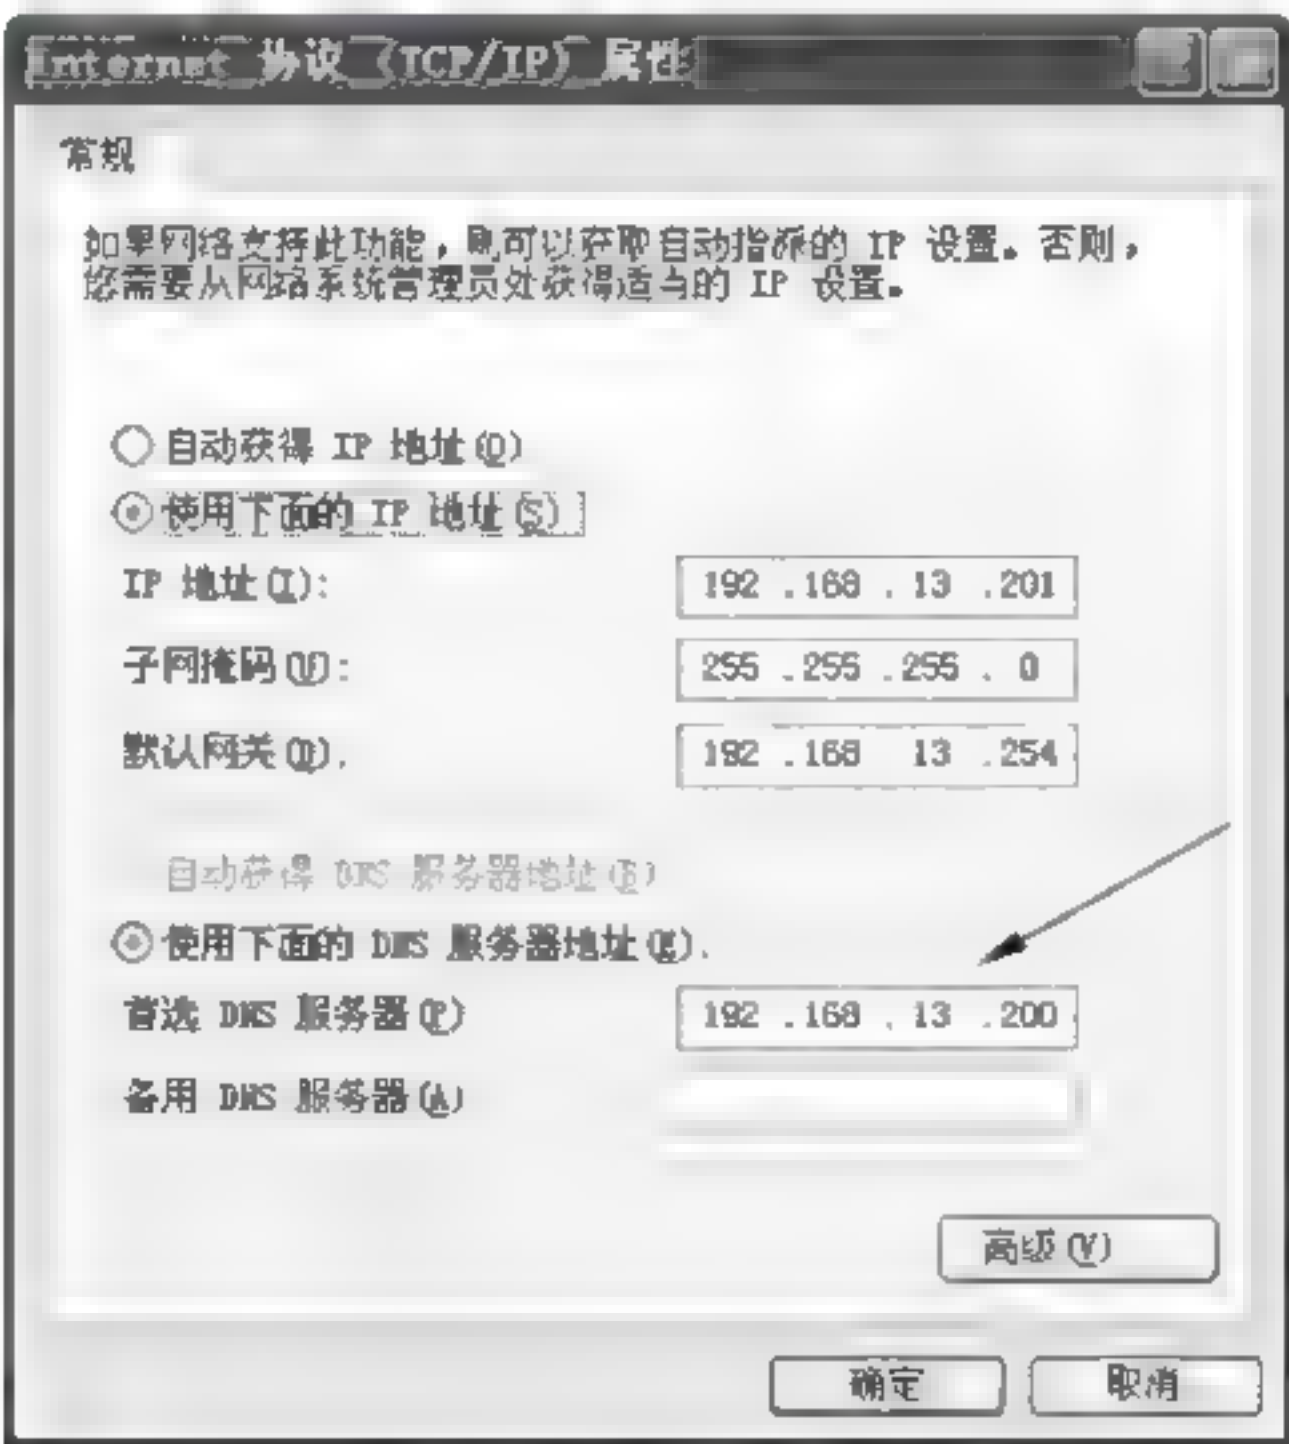 Internet 协议 (TCP/IP) 属性
常规
如果网络支持此功能，则可以获取自动指派的 IP 设置。否则，
您需要从网络系统管理员处获得适当的 IP 设置。
自动获得 IP 地址(O)
使用下面的 IP 地址(S)
IP 地址(I): 192 .168 . 13 .201
子网掩码(U): 255 .255 .255 . 0
默认网关(D). 192 .168 13 .254
自动获得 DNS 服务器地址(B)
使用下面的 DNS 服务器地址(E).
首选 DNS 服务器(P) 192 .168 . 13 .200
备用 DNS 服务器(A)
高级(V)
确定 取消